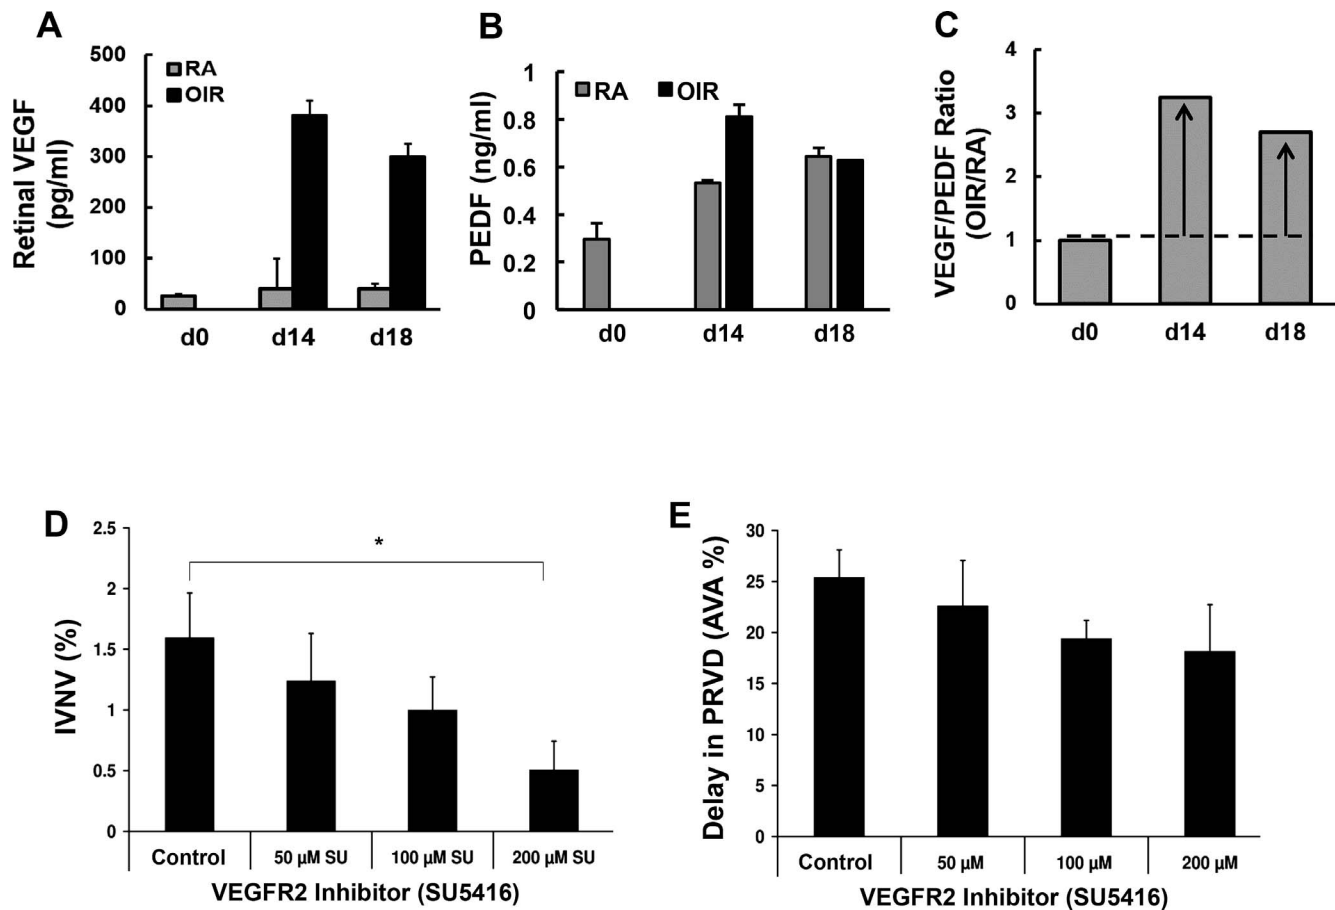 A
Retinal VEGF
(pg/ml)
500
400
300
200
100
0
RA
OIR
d0 d14 d18
B
PEDF (ng/ml)
1
0.8
0.6
0.4
0.2
0
RA OIR
d0 d14 d18
C
VEGF/PEDF Ratio
(OIR/RA)
4
3
2
1
0
d0 d14 d18
D
IVNV (%)
2.5
2
1.5
1
0.5
0
*
Control 50 µM SU 100 µM SU 200 µM SU
VEGFR2 Inhibitor (SU5416)
E
Delay in PRVD (AVA %)
30
25
20
15
10
5
0
Control 50 µM 100 µM 200 µM
VEGFR2 Inhibitor (SU5416)